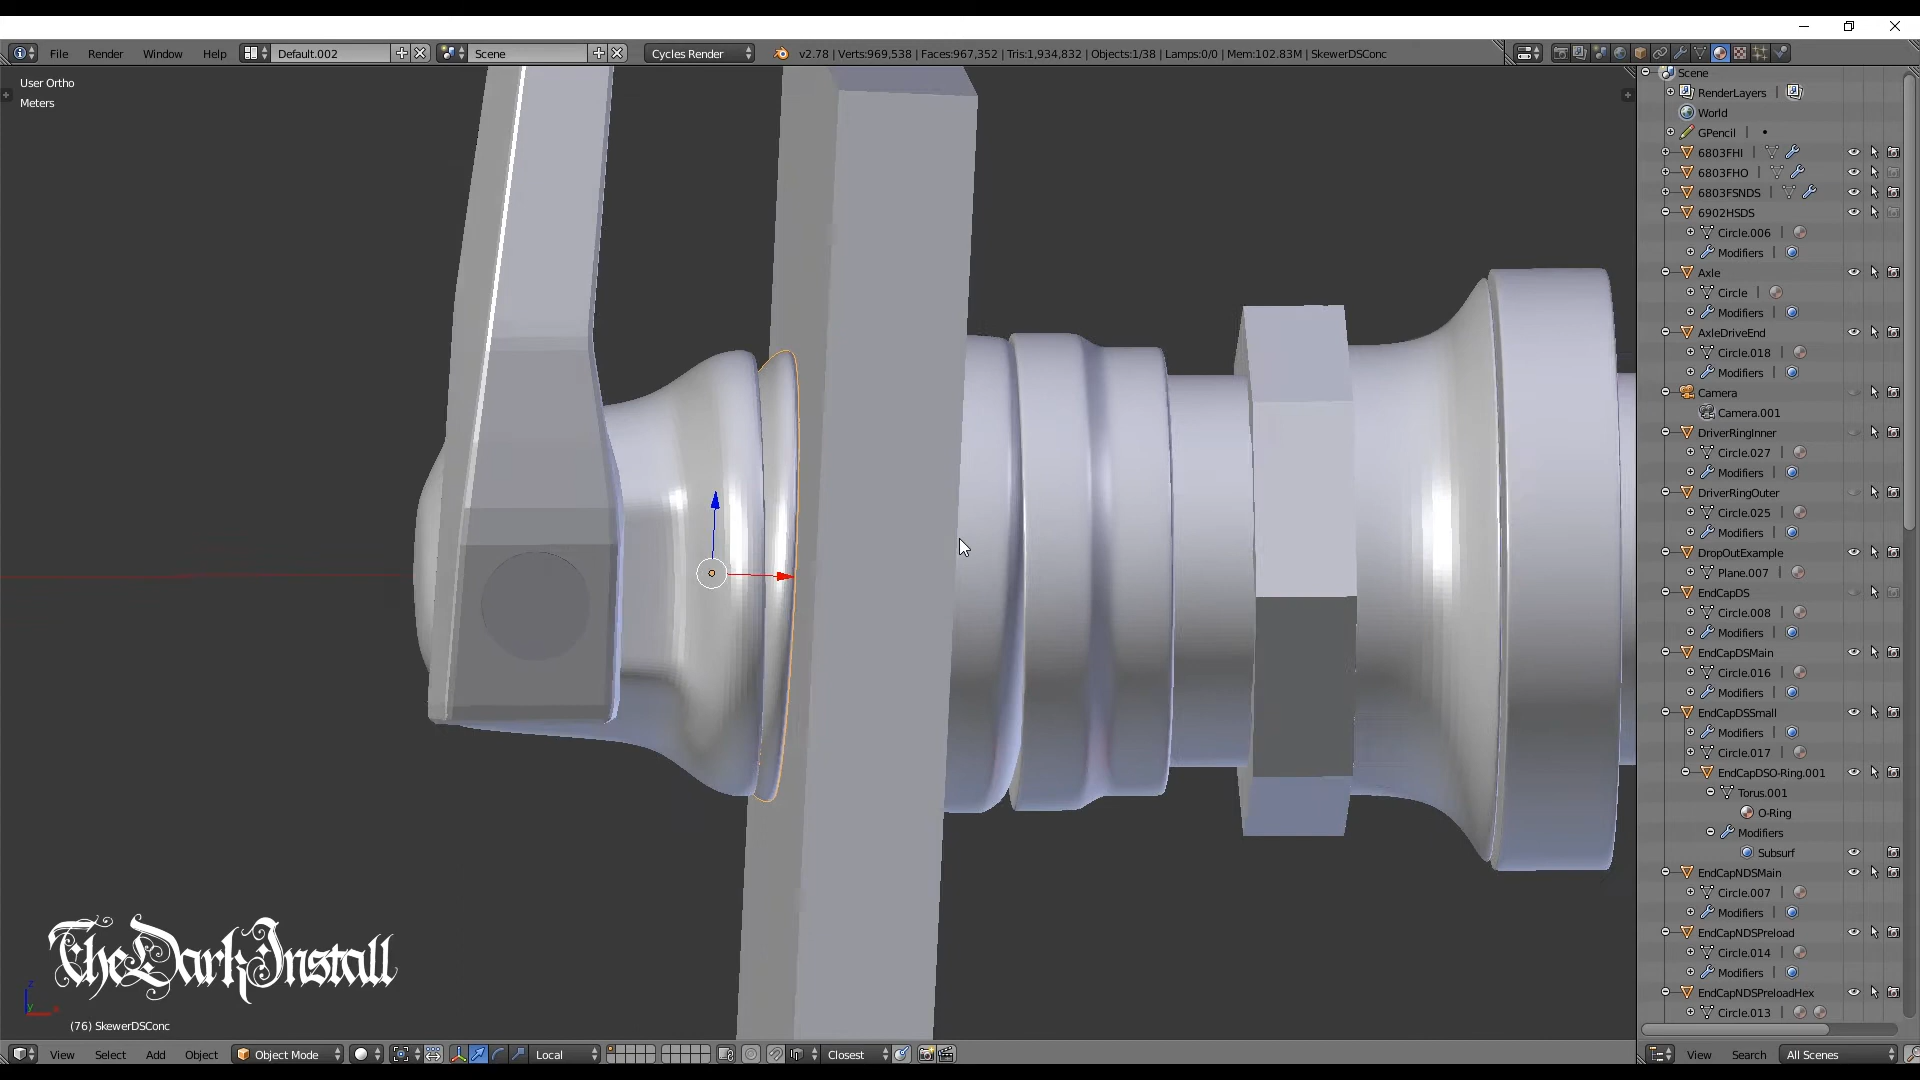 File Render Window Help Default.002 Scene Cycles Render v2.78 | Verts:969,538 | Faces:967,352 | Tris:1,934,832 | Objects:1/38 | Lamps:0/0 | Mem:102.83M | SkewerDSConc
User Ortho
Meters
Scene
RenderLayers
World
GPencil
6803FHI
6803FHO
6803FSNDS
6902HSDS
Circle.006
Modifiers
Axle
Circle
Modifiers
AxleDriveEnd
Circle.018
Modifiers
Camera
Camera.001
DriverRingInner
Circle.027
Modifiers
DriverRingOuter
Circle.025
Modifiers
DropOutExample
Plane.007
EndCapDS
Circle.008
Modifiers
EndCapDSMain
Circle.016
Modifiers
EndCapDSSmall
Modifiers
Circle.017
EndCapDSO-Ring.001
Torus.001
O-Ring
Modifiers
Subsurf
EndCapNDSMain
Circle.007
Modifiers
EndCapNDSPreload
Circle.014
Modifiers
EndCapNDSPreloadHex
Circle.013
TheDarkInstall
z
y
x
(76) SkewerDSConc
View Select Add Object Object Mode Local Closest
View Search All Scenes